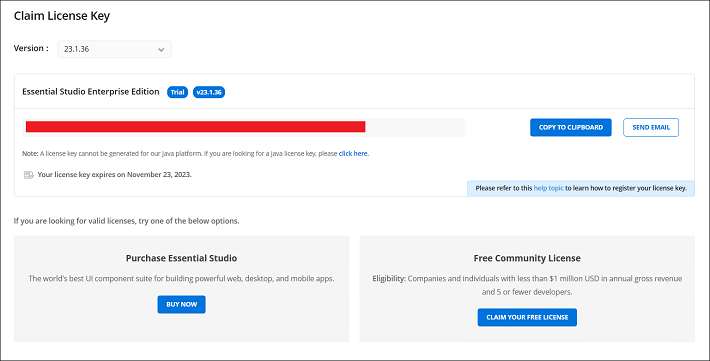 Claim License Key
Version : 23.1.36
Essential Studio Enterprise Edition Trial v23.1.36
COPY TO CLIPBOARD SEND EMAIL
Note: A license key cannot be generated for our Java platform. If you are looking for a Java license key, please click here.
Your license key expires on November 23, 2023.
Please refer to this help topic to learn how to register your license key.
If you are looking for valid licenses, try one of the below options.
Purchase Essential Studio
The world's best UI component suite for building powerful web, desktop, and mobile apps.
BUY NOW
Free Community License
Eligibility: Companies and individuals with less than $1 million USD in annual gross revenue
and 5 or fewer developers.
CLAIM YOUR FREE LICENSE